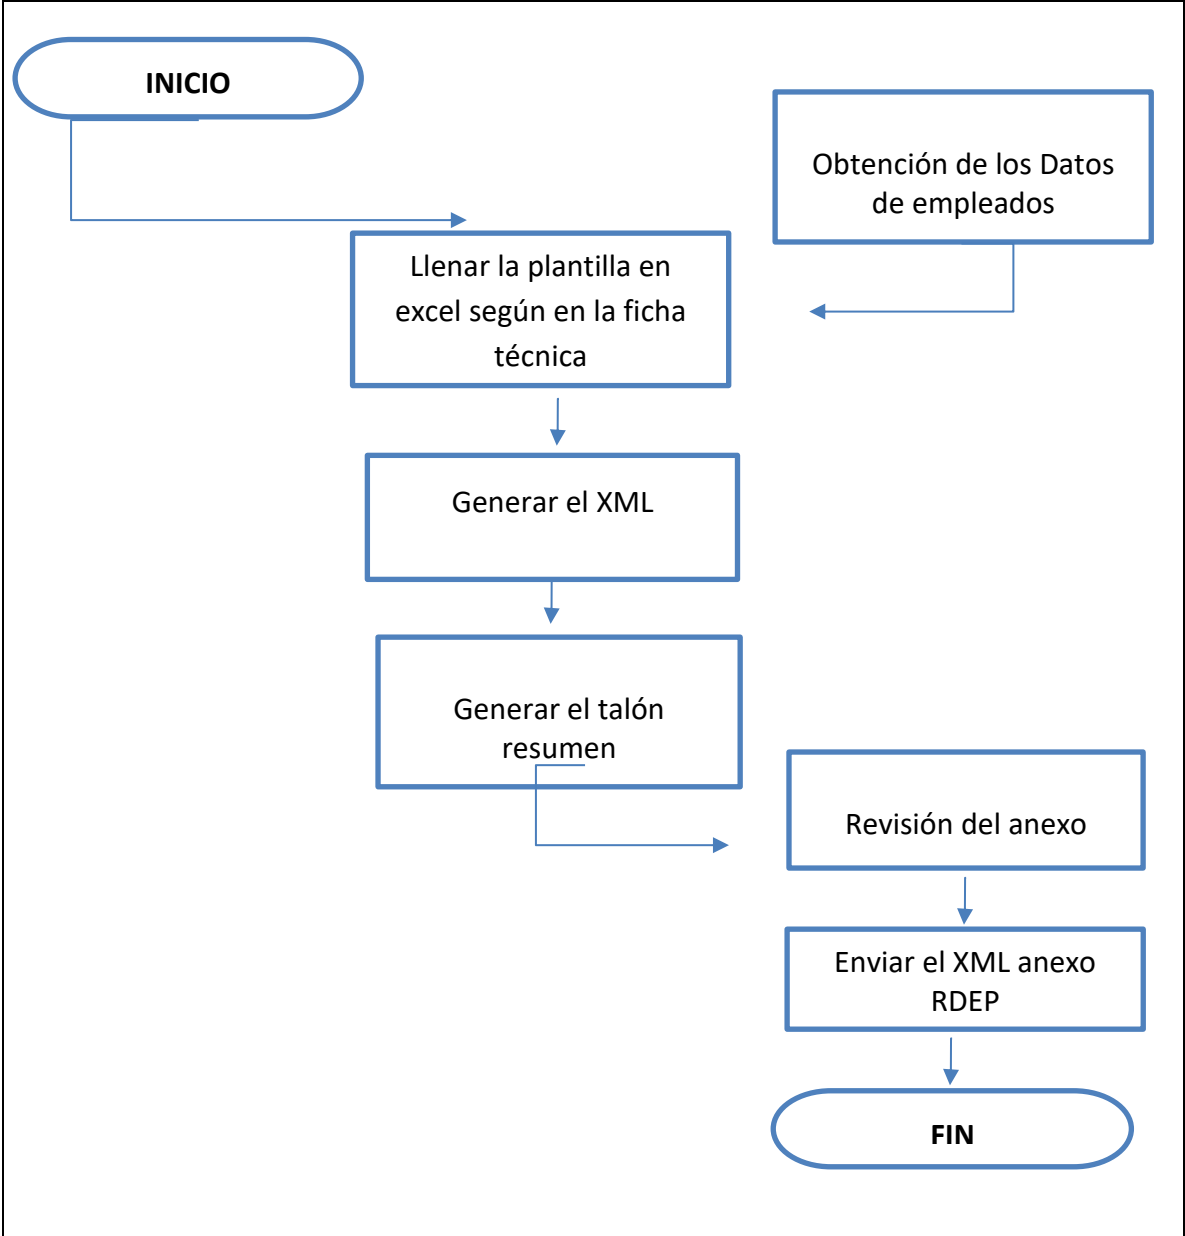 INICIO
Obtención de los Datos
de empleados
Llenar la plantilla en
excel según en la ficha
técnica
Generar el XML
Generar el talón
resumen
Revisión del anexo
Enviar el XML anexo
RDEP
FIN